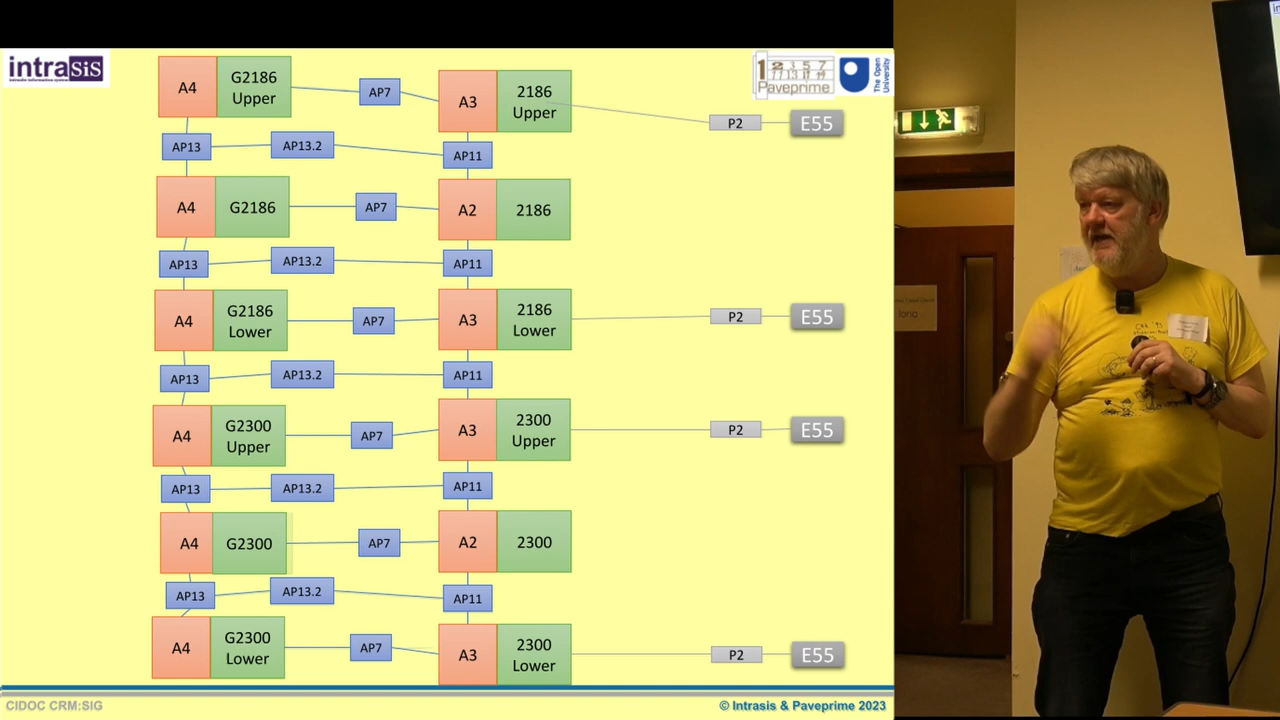 intrasis
A4 G2186 Upper AP7 A3 2186 Upper P2 E55
AP13 AP13.2 AP11
A4 G2186 AP7 A2 2186
AP13 AP13.2 AP11
A4 G2186 Lower AP7 A3 2186 Lower P2 E55
AP13 AP13.2 AP11
A4 G2300 Upper AP7 A3 2300 Upper P2 E55
AP13 AP13.2 AP11
A4 G2300 AP7 A2 2300
AP13 AP13.2 AP11
A4 G2300 Lower AP7 A3 2300 Lower P2 E55
CIDOC CRM:SIG
© Intrasis & Paveprime 2023
Paveprime
The Open University
Iona